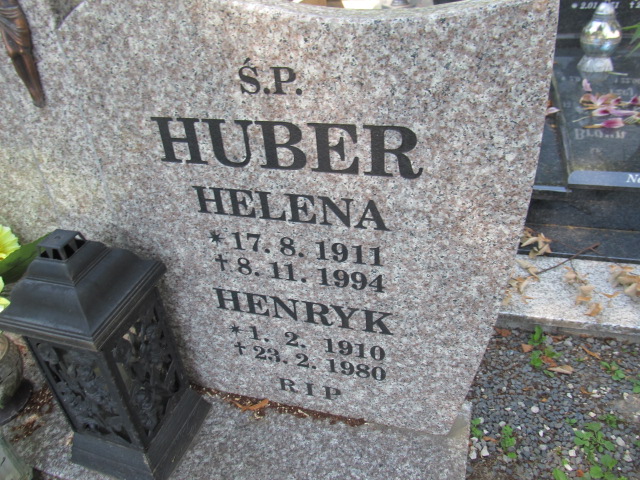 Ś.P.
HUBER
HELENA
* 17. 8. 1911
† 8. 11. 1994
HENRYK
* 1. 2. 1910
† 23. 2. 1980
RIP